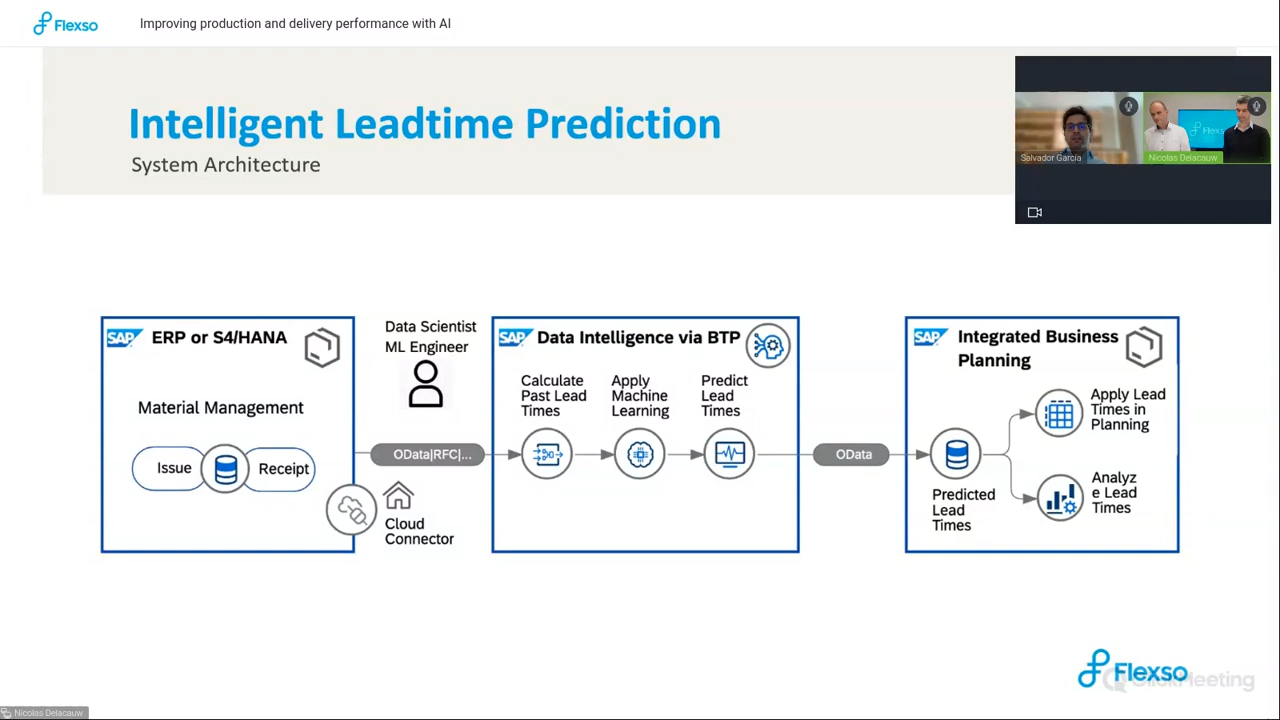 Flexso
Improving production and delivery performance with AI
Intelligent Leadtime Prediction
System Architecture
Salvador Garcia
Flexso
Nicolas Delacauw
SAP
ERP or S4/HANA
Material Management
Issue
Receipt
Data Scientist
ML Engineer
OData|RFC|...
Cloud
Connector
SAP
Data Intelligence via BTP
Calculate
Past Lead
Times
Apply
Machine
Learning
Predict
Lead
Times
OData
SAP
Integrated Business
Planning
Predicted
Lead
Times
Apply Lead
Times in
Planning
Analyz
e Lead
Times
Flexso
ClickMeeting
Nicolas Delacauw